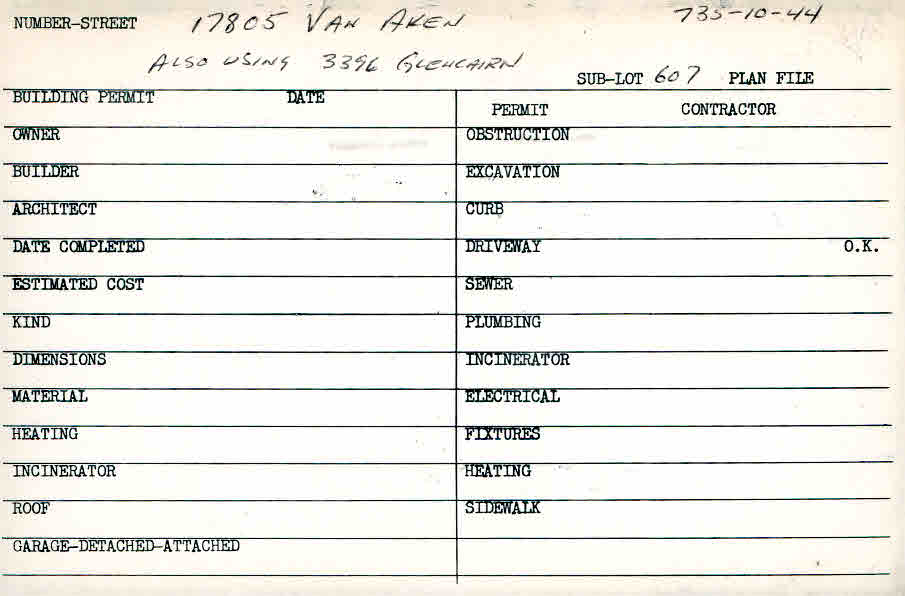 NUMBER-STREET 17805 VAN AKEN 735-10-44
ALSO USING 3396 GLENCAIRN
SUB-LOT 607 PLAN FILE
BUILDING PERMIT DATE
PERMIT CONTRACTOR
OWNER
OBSTRUCTION
BUILDER
EXCAVATION
ARCHITECT
CURB
DATE COMPLETED
DRIVEWAY O.K.
ESTIMATED COST
SEWER
KIND
PLUMBING
DIMENSIONS
INCINERATOR
MATERIAL
ELECTRICAL
HEATING
FIXTURES
INCINERATOR
HEATING
ROOF
SIDEWALK
GARAGE-DETACHED-ATTACHED